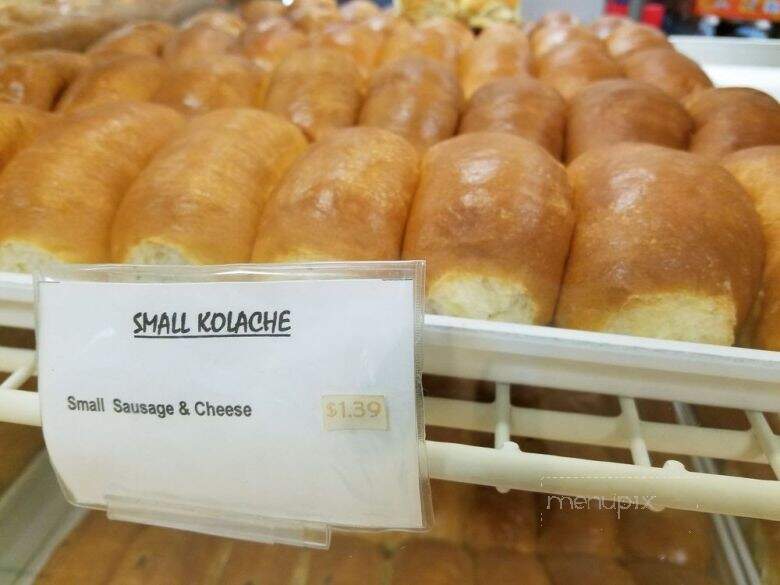 SMALL KOLACHE
Small Sausage & Cheese $1.39
menupix